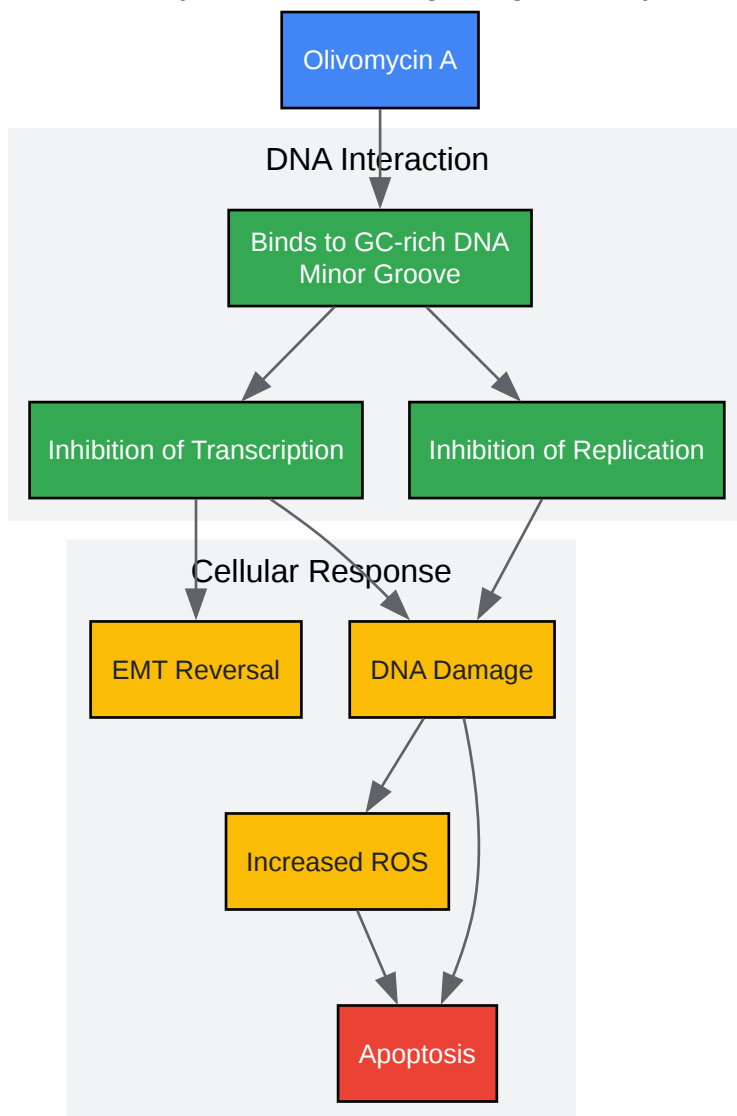 Olivomycin A
DNA Interaction
Binds to GC-rich DNA
Minor Groove
Inhibition of Transcription
Inhibition of Replication
Cellular Response
EMT Reversal
DNA Damage
Increased ROS
Apoptosis